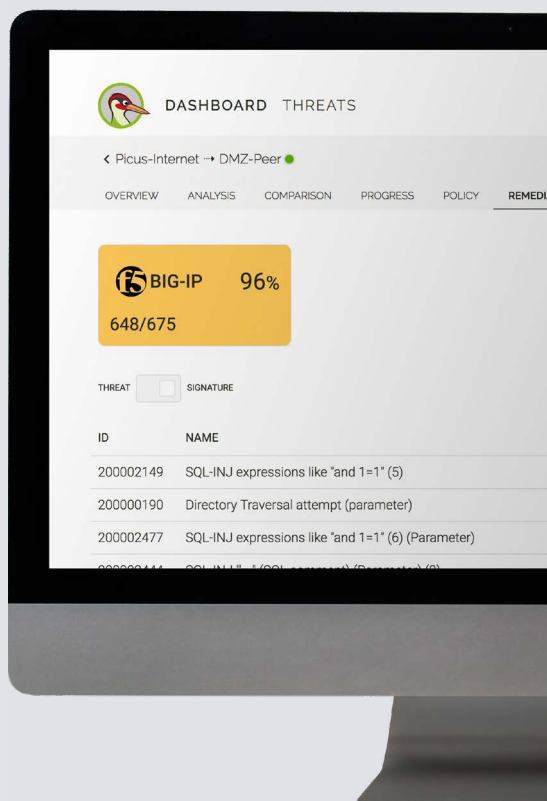 DASHBOARD THREATS
< Picus-Internet ⇢ DMZ-Peer
OVERVIEW ANALYSIS COMPARISON PROGRESS POLICY REMEDI
f5 BIG-IP 96%
648/675
THREAT SIGNATURE
ID NAME
200002149 SQL-INJ expressions like "and 1=1" (5)
200000190 Directory Traversal attempt (parameter)
200002477 SQL-INJ expressions like "and 1=1" (6) (Parameter)